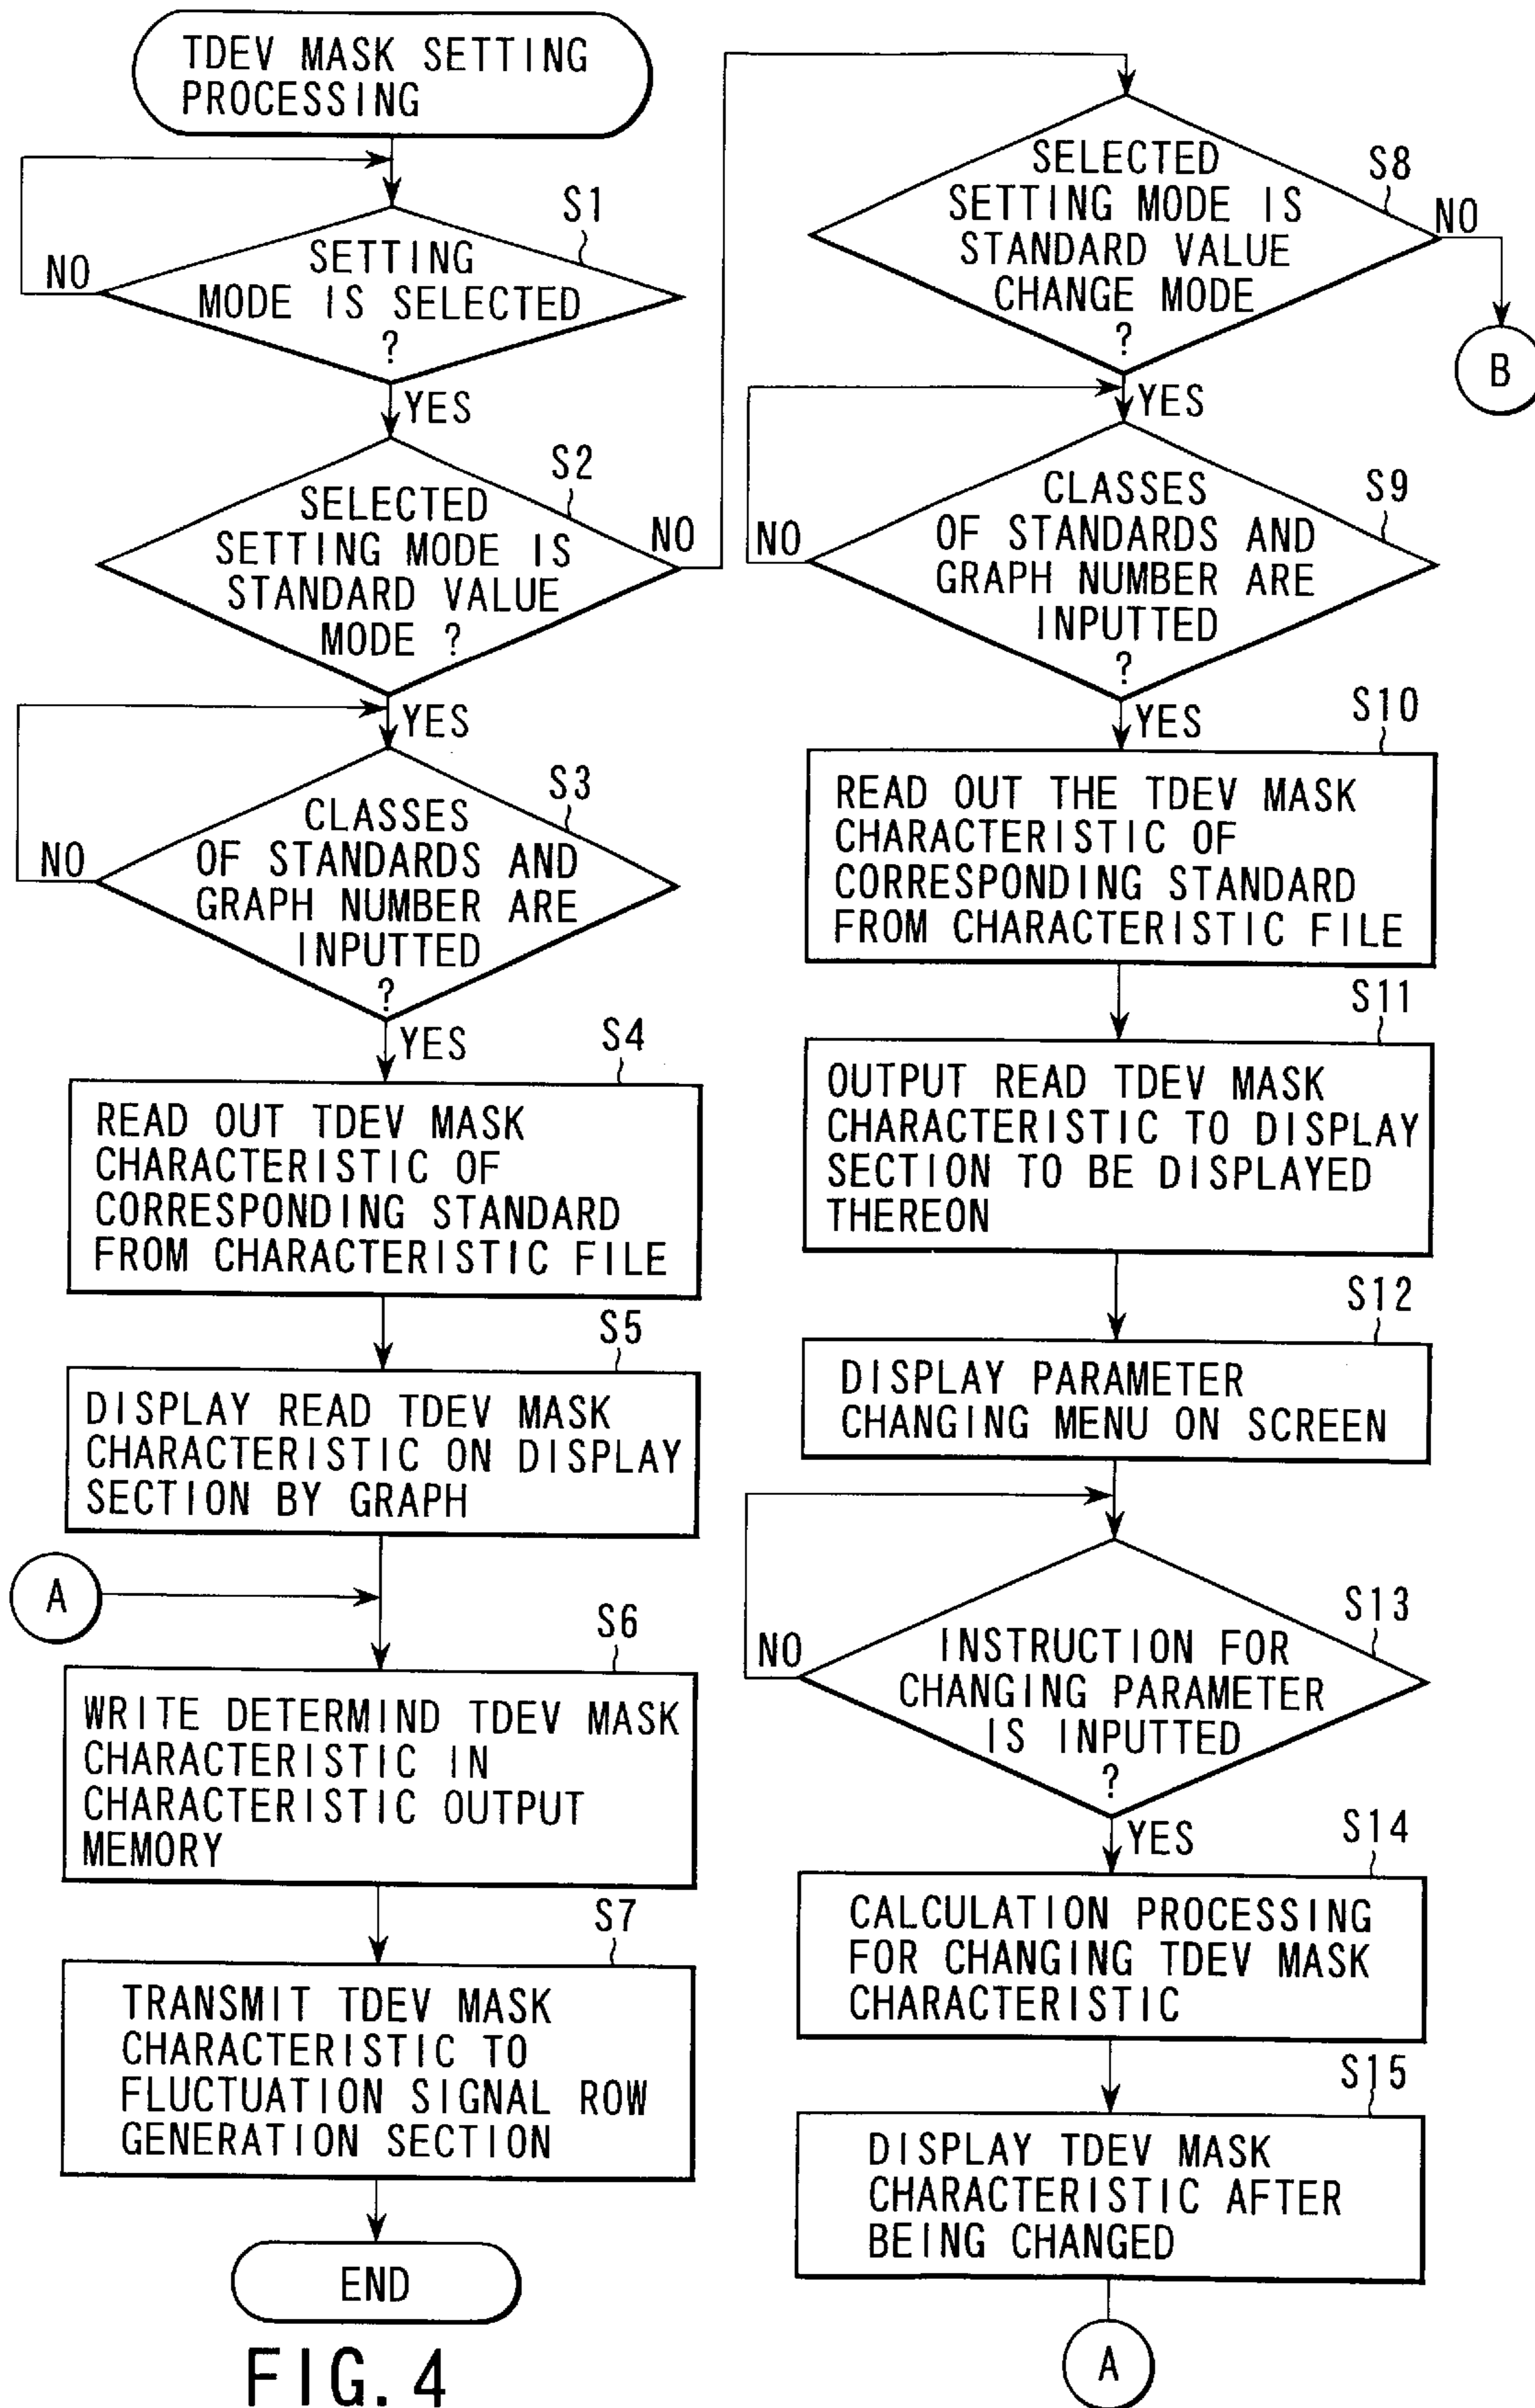 TDEV MASK SETTING
PROCESSING
S1
SETTING
MODE IS SELECTED
?
NO
YES
S2
SELECTED
SETTING MODE IS
STANDARD VALUE
MODE ?
NO
YES
S3
CLASSES
OF STANDARDS AND
GRAPH NUMBER ARE
INPUTTED
?
NO
YES
S4
READ OUT TDEV MASK
CHARACTERISTIC OF
CORRESPONDING STANDARD
FROM CHARACTERISTIC FILE
S5
DISPLAY READ TDEV MASK
CHARACTERISTIC ON DISPLAY
SECTION BY GRAPH
A
S6
WRITE DETERMIND TDEV MASK
CHARACTERISTIC IN
CHARACTERISTIC OUTPUT
MEMORY
S7
TRANSMIT TDEV MASK
CHARACTERISTIC TO
FLUCTUATION SIGNAL ROW
GENERATION SECTION
END
S8
SELECTED
SETTING MODE IS
STANDARD VALUE
CHANGE MODE
?
NO
B
YES
S9
CLASSES
OF STANDARDS AND
GRAPH NUMBER ARE
INPUTTED
?
NO
YES
S10
READ OUT THE TDEV MASK
CHARACTERISTIC OF
CORRESPONDING STANDARD
FROM CHARACTERISTIC FILE
S11
OUTPUT READ TDEV MASK
CHARACTERISTIC TO DISPLAY
SECTION TO BE DISPLAYED
THEREON
S12
DISPLAY PARAMETER
CHANGING MENU ON SCREEN
S13
INSTRUCTION FOR
CHANGING PARAMETER
IS INPUTTED
?
NO
YES
S14
CALCULATION PROCESSING
FOR CHANGING TDEV MASK
CHARACTERISTIC
S15
DISPLAY TDEV MASK
CHARACTERISTIC AFTER
BEING CHANGED
A
FIG. 4